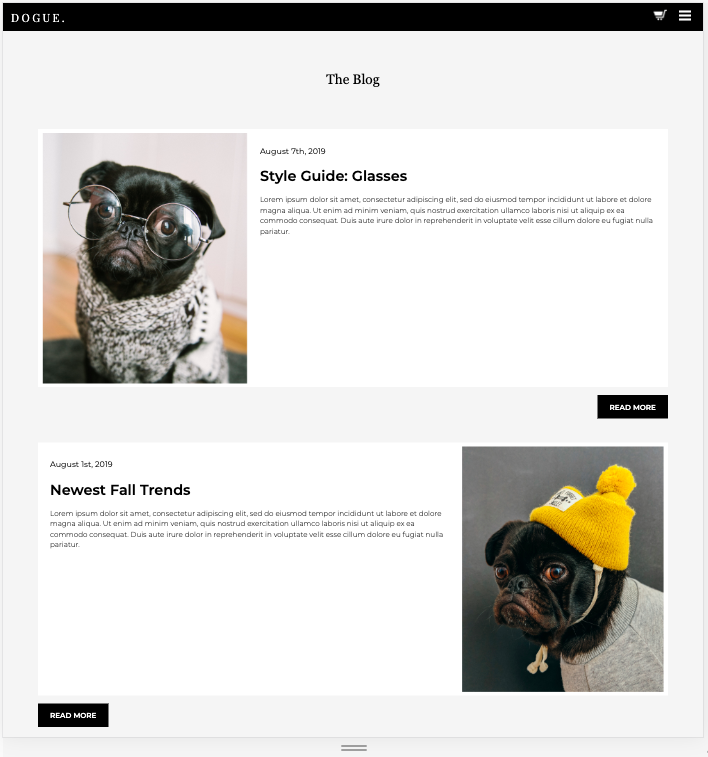 DOGUE.
The Blog
August 7th, 2019
Style Guide: Glasses
Lorem ipsum dolor sit amet, consectetur adipiscing elit, sed do eiusmod tempor incididunt ut labore et dolore
magna aliqua. Ut enim ad minim veniam, quis nostrud exercitation ullamco laboris nisi ut aliquip ex ea
commodo consequat. Duis aute irure dolor in reprehenderit in voluptate velit esse cillum dolore eu fugiat nulla
pariatur.
READ MORE
August 1st, 2019
Newest Fall Trends
Lorem ipsum dolor sit amet, consectetur adipiscing elit, sed do eiusmod tempor incididunt ut labore et dolore
magna aliqua. Ut enim ad minim veniam, quis nostrud exercitation ullamco laboris nisi ut aliquip ex ea
commodo consequat. Duis aute irure dolor in reprehenderit in voluptate velit esse cillum dolore eu fugiat nulla
pariatur.
READ MORE